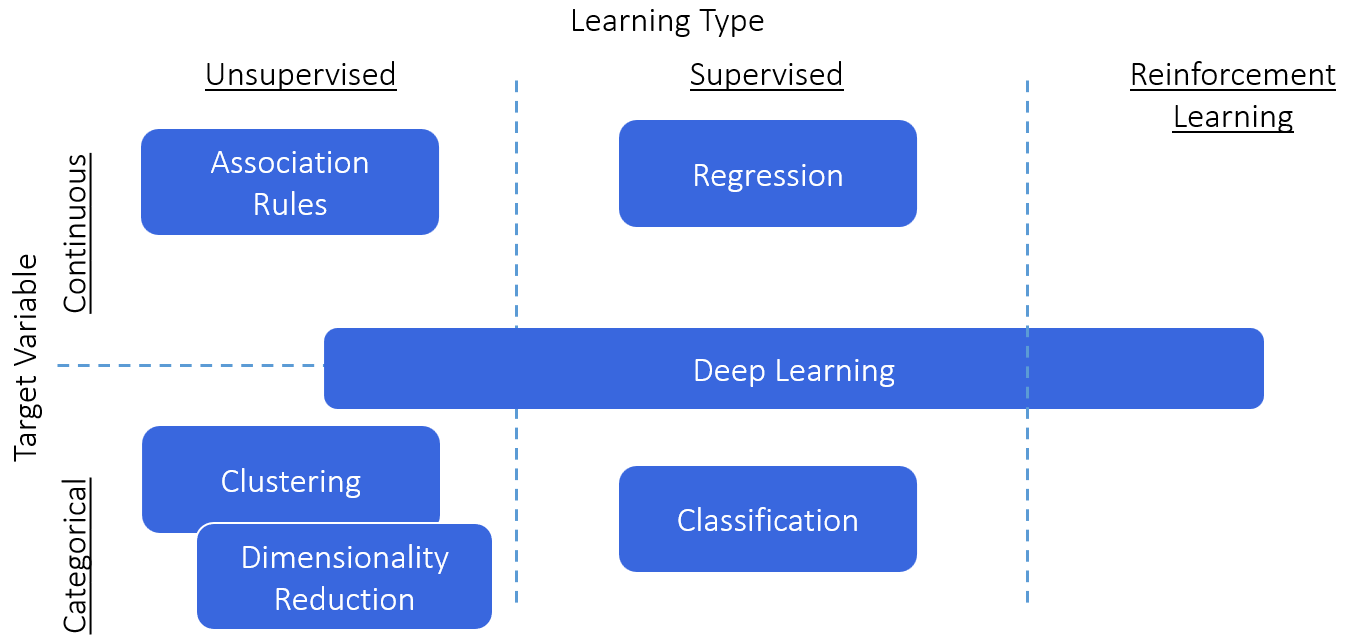 Learning Type
Unsupervised
Supervised
Reinforcement
Learning
Target Variable
Continuous
Association
Rules
Regression
Deep Learning
Categorical
Clustering
Dimensionality
Reduction
Classification